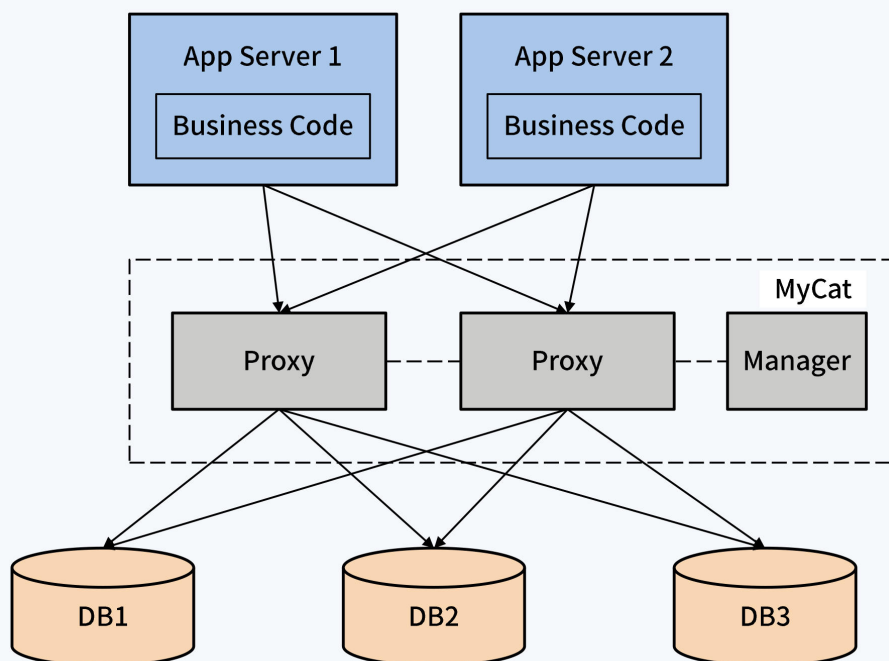 App Server 1
Business Code
App Server 2
Business Code
MyCat
Proxy
Proxy
Manager
DB1
DB2
DB3